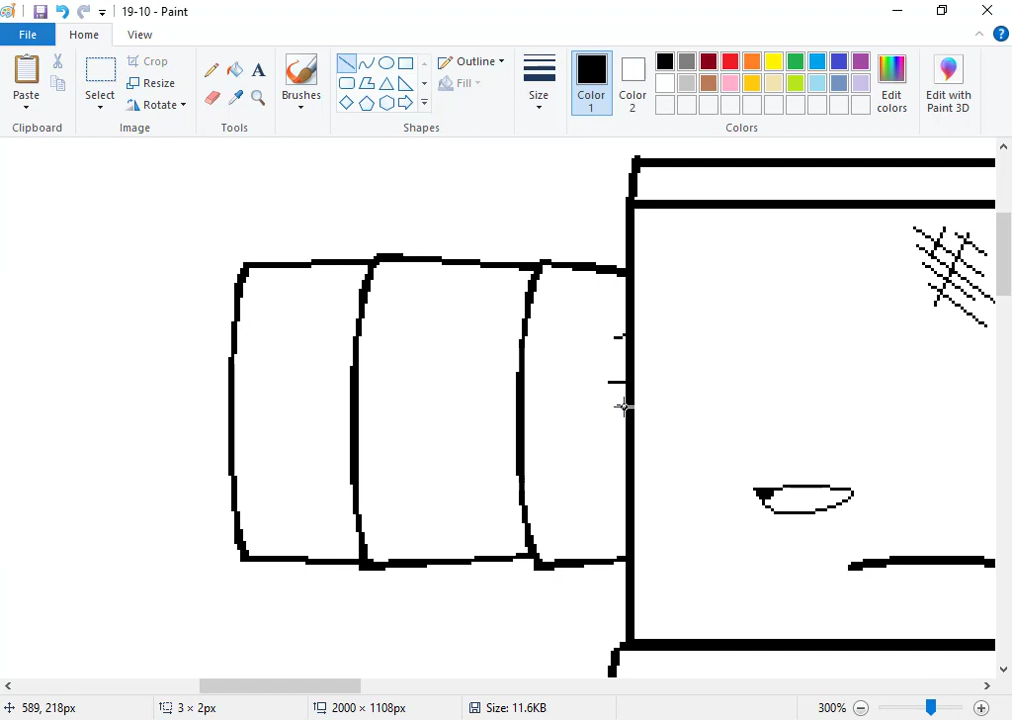 19-10 - Paint
File Home View
Paste
Clipboard
Select
Crop
Resize
Rotate
Image
Tools
Brushes
Shapes
Outline
Fill
Size
Color 1
Color 2
Edit colors
Colors
Edit with Paint 3D
589, 218px 3 × 2px 2000 × 1108px Size: 11.6KB 300%